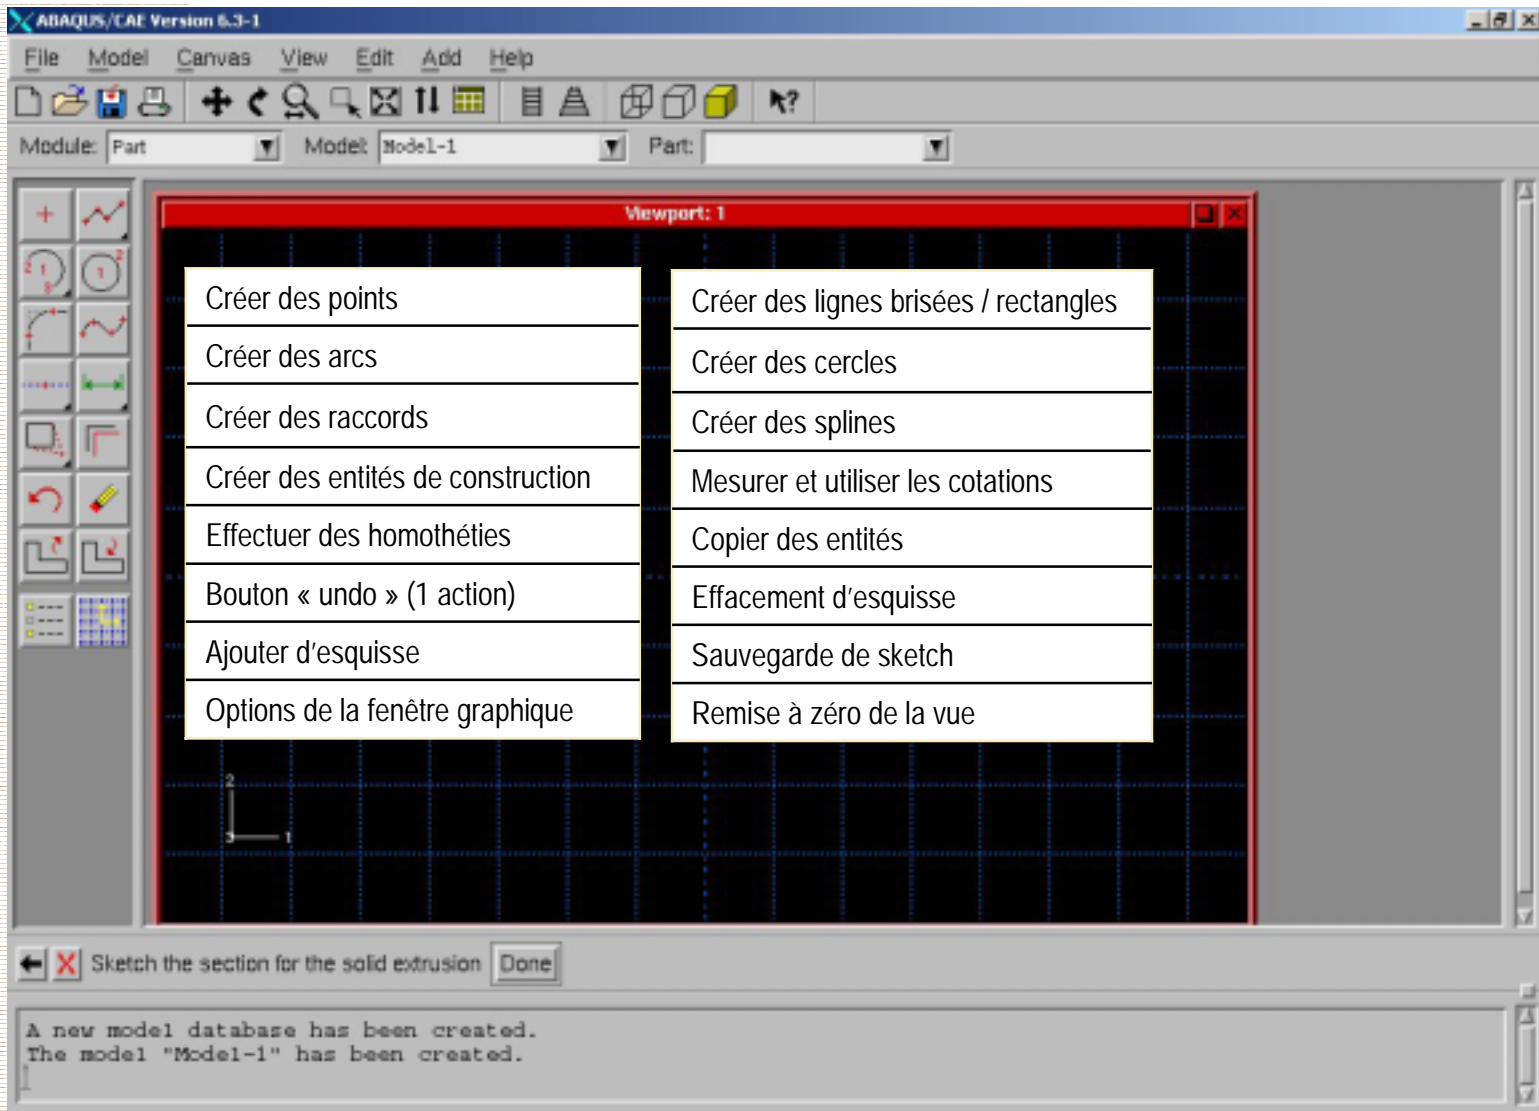 ABAQUS/CAE Version 6.3-1
File Model Canvas View Edit Add Help
Module: Part Model: Model-1 Part:
Viewport: 1
Créer des points
Créer des lignes brisées / rectangles
Créer des arcs
Créer des cercles
Créer des raccords
Créer des splines
Créer des entités de construction
Mesurer et utiliser les cotations
Effectuer des homothéties
Copier des entités
Bouton « undo » (1 action)
Effacement d'esquisse
Ajouter d'esquisse
Sauvegarde de sketch
Options de la fenêtre graphique
Remise à zéro de la vue
2
3 1
Sketch the section for the solid extrusion Done
A new model database has been created.
The model "Model-1" has been created.